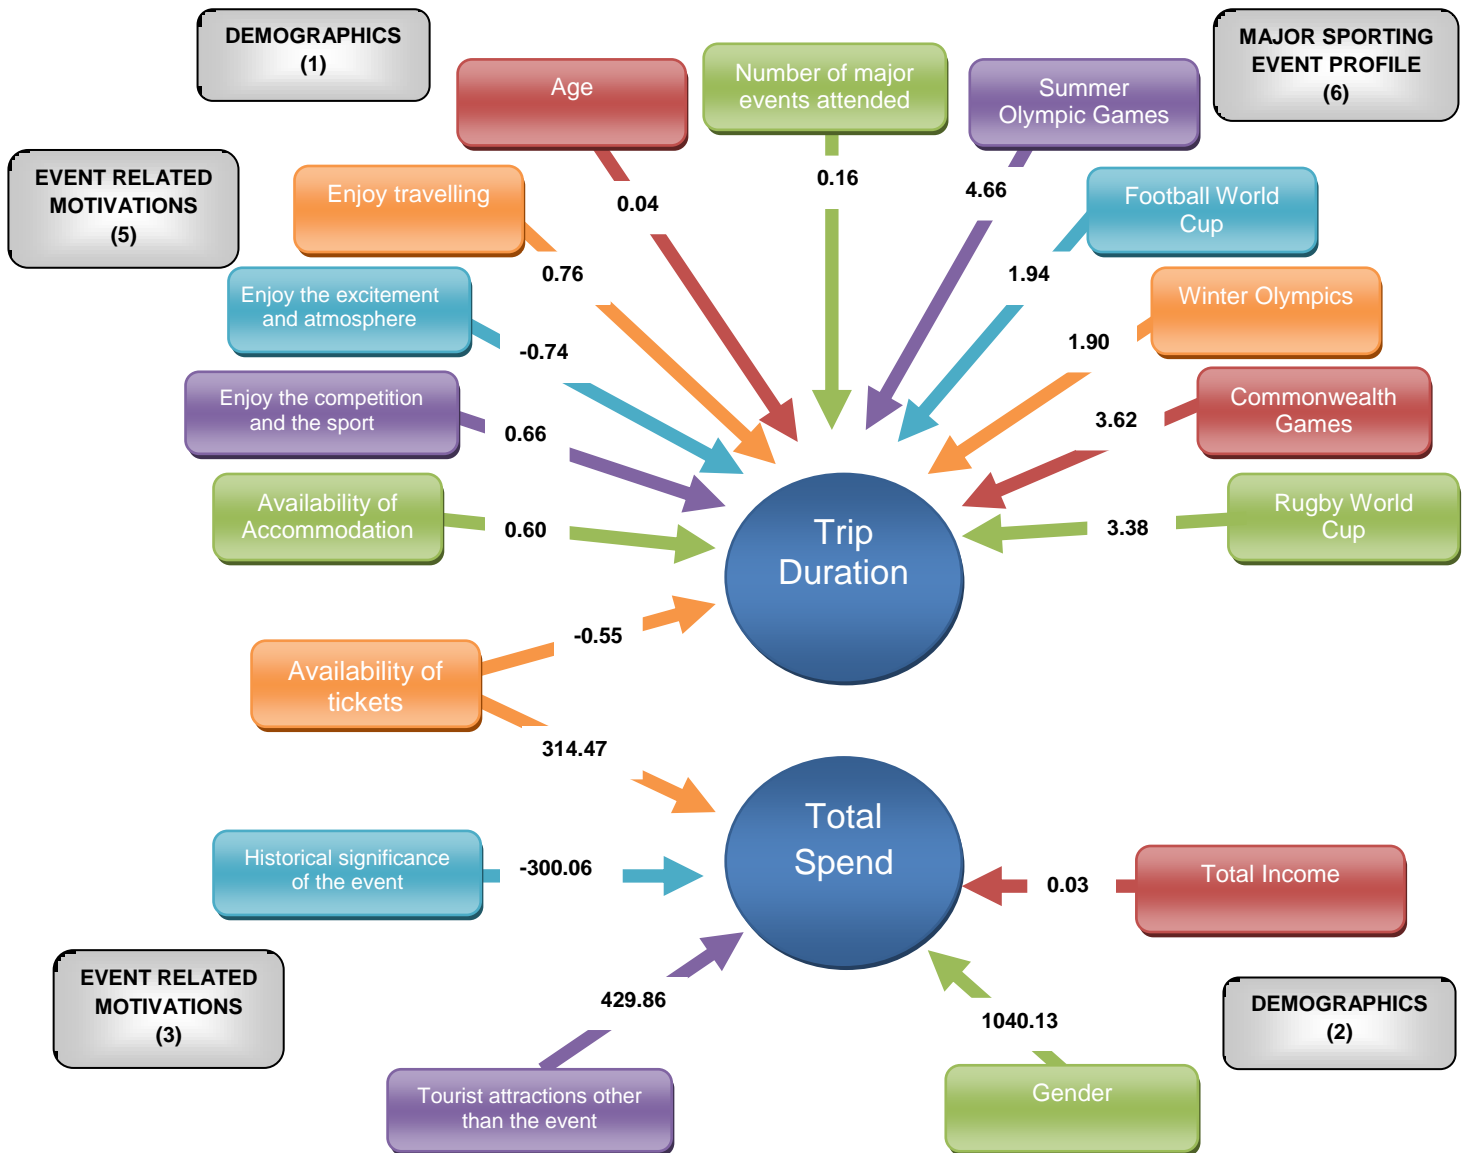 DEMOGRAPHICS
(1)
MAJOR SPORTING
EVENT PROFILE
(6)
Age
Number of major
events attended
Summer
Olympic Games
EVENT RELATED
MOTIVATIONS
(5)
Enjoy travelling
0.04
0.16
4.66
Football World
Cup
Enjoy the excitement
and atmosphere
0.76
1.94
Winter Olympics
-0.74
1.90
Enjoy the competition
and the sport
0.66
3.62
Commonwealth
Games
Availability of
Accommodation
0.60
Trip
Duration
3.38
Rugby World
Cup
-0.55
Availability of
tickets
314.47
Total
Spend
Historical significance
of the event
-300.06
0.03
Total Income
EVENT RELATED
MOTIVATIONS
(3)
429.86
1040.13
DEMOGRAPHICS
(2)
Tourist attractions other
than the event
Gender